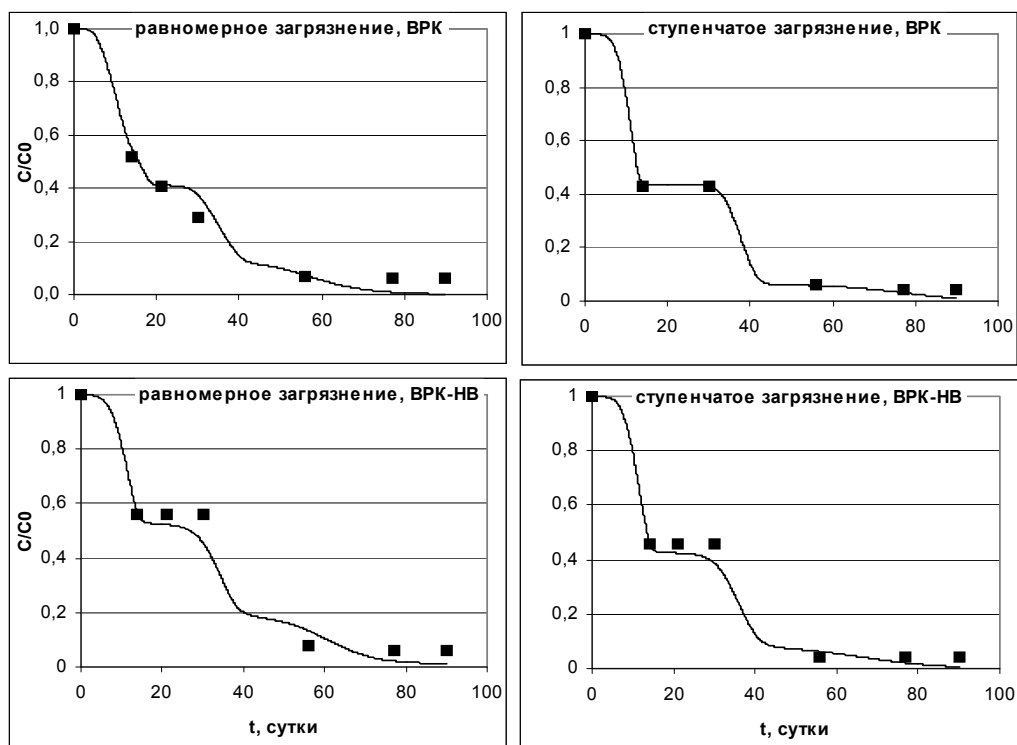 равномерное загрязнение, ВРК
1,0
0,8
0,6
0,4
0,2
0,0
C/C0
0 20 40 60 80 100
ступенчатое загрязнение, ВРК
1
0,8
0,6
0,4
0,2
0
0 20 40 60 80 100
равномерное загрязнение, ВРК-НВ
1
0,8
0,6
0,4
0,2
0
C/C0
0 20 40 60 80 100
t, сутки
ступенчатое загрязнение, ВРК-НВ
1
0,8
0,6
0,4
0,2
0
0 20 40 60 80 100
t, сутки